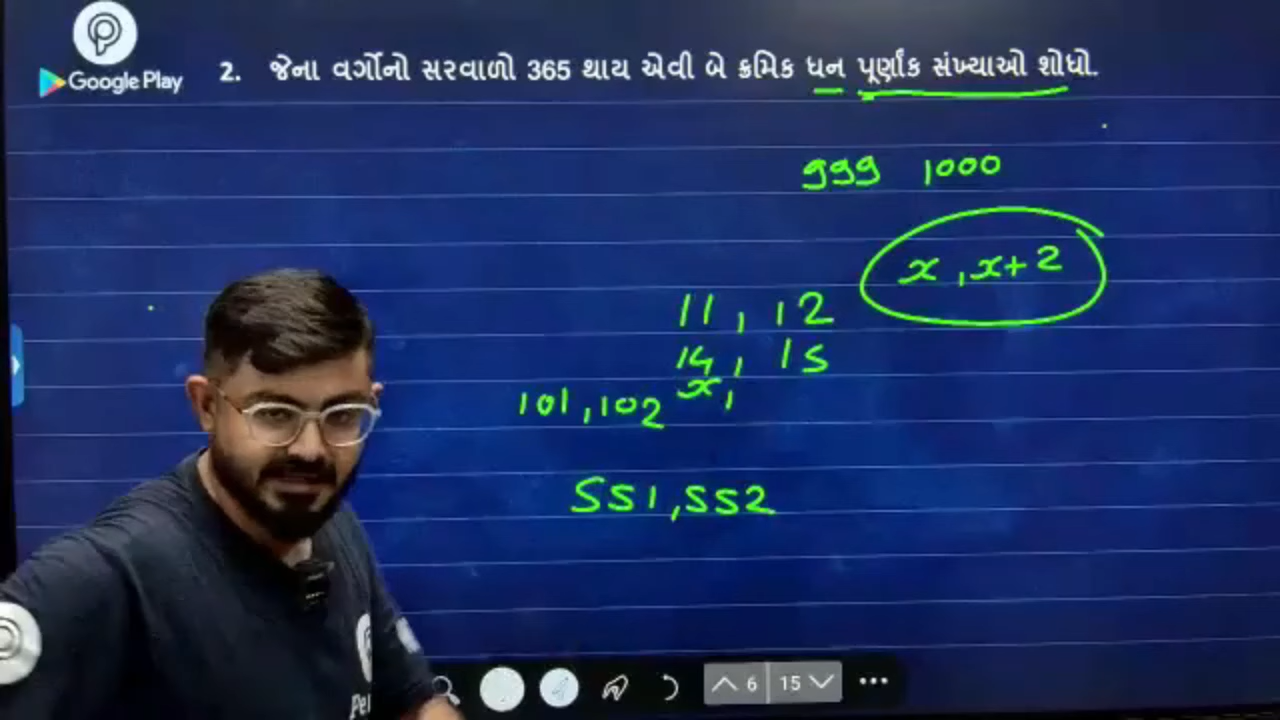 Google Play
2. જેના વર્ગોનો સરવાળો 365 થાય એવી બે ક્રમિક ધન પૂર્ણાંક સંખ્યાઓ શોધો.
999 1000
x, x+2
11, 12
14, 15
x,
101, 102
551, 552
6 15